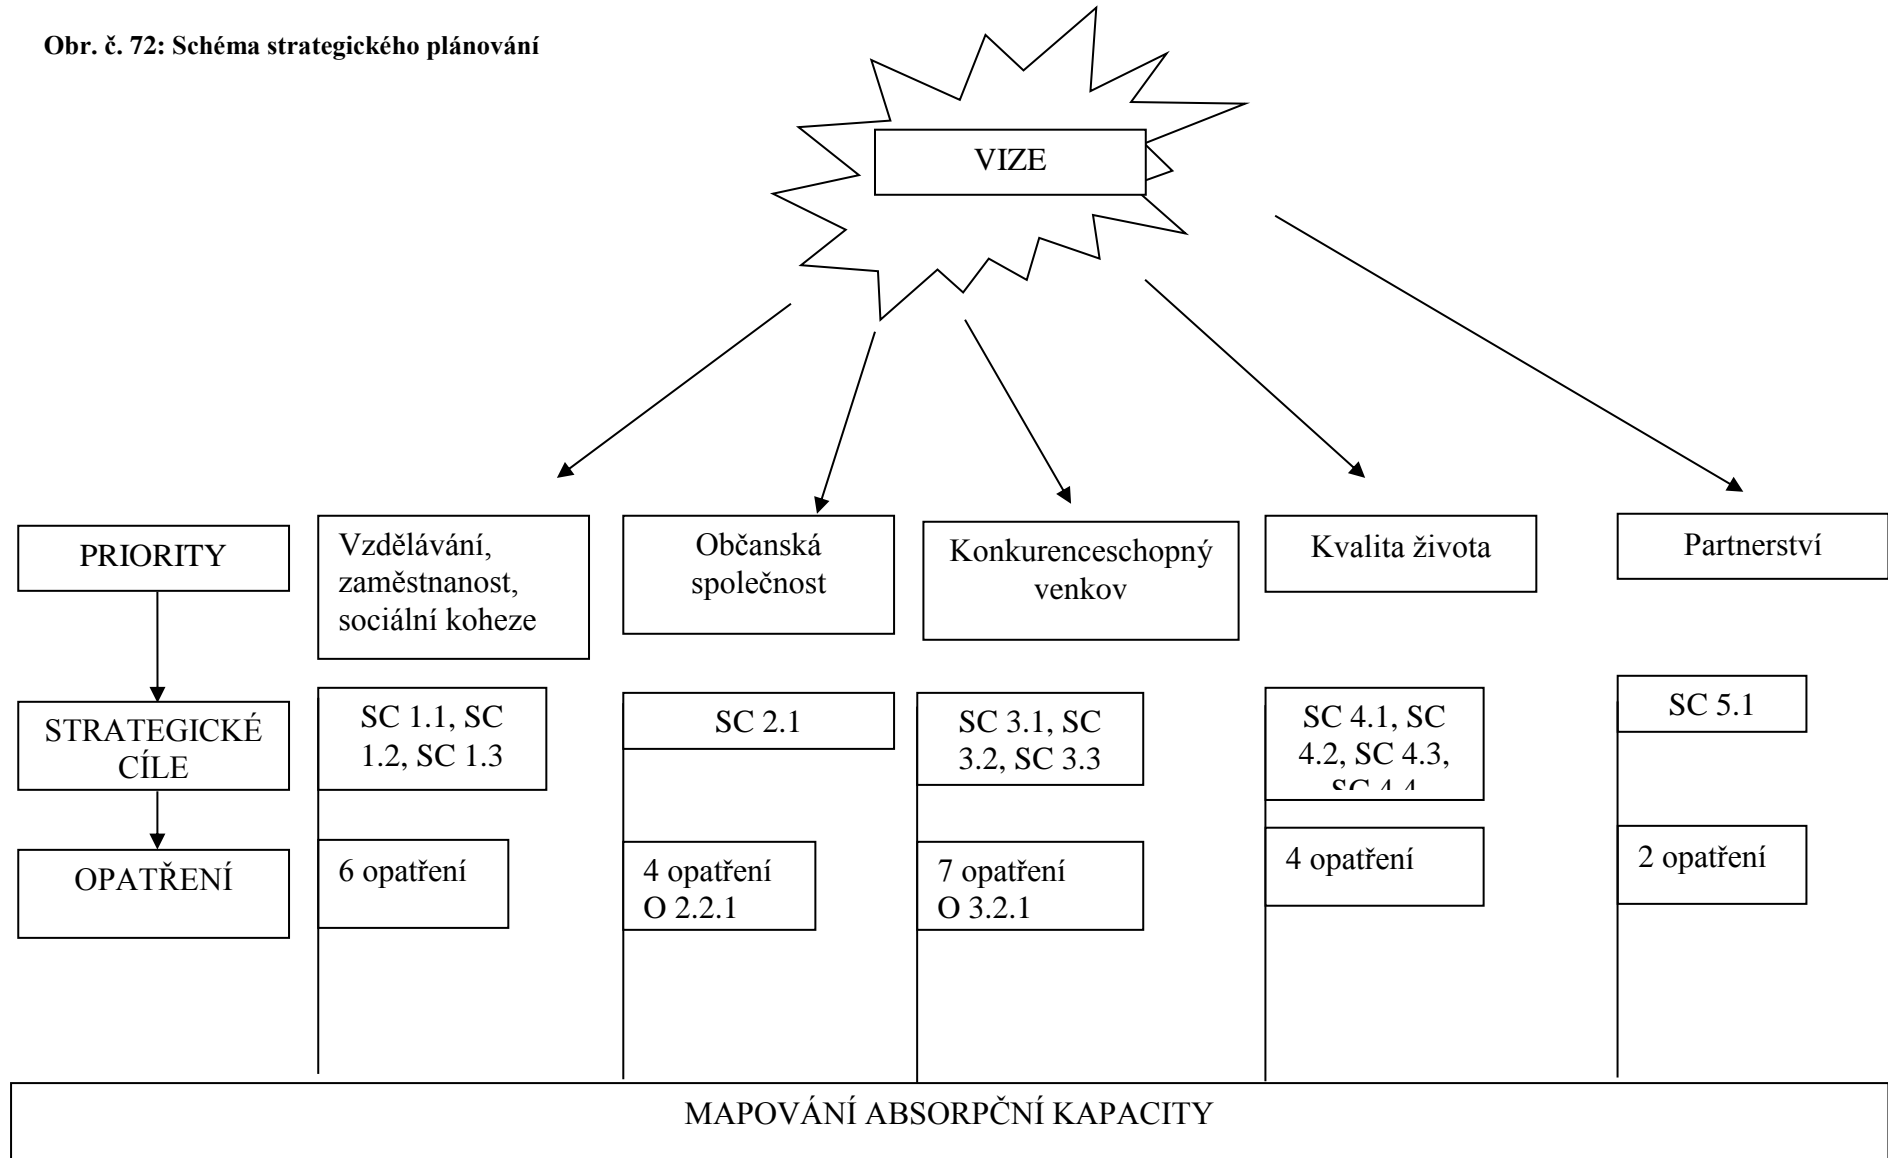 Obr. č. 72: Schéma strategického plánování
VIZE
PRIORITY
Vzdělávání,
zaměstnanost,
sociální koheze
Občanská
společnost
Konkurenceschopný
venkov
Kvalita života
Partnerství
STRATEGICKÉ
CÍLE
SC 1.1, SC
1.2, SC 1.3
SC 2.1
SC 3.1, SC
3.2, SC 3.3
SC 4.1, SC
4.2, SC 4.3,
SC 4.4
SC 5.1
OPATŘENÍ
6 opatření
4 opatření
O 2.2.1
7 opatření
O 3.2.1
4 opatření
2 opatření
MAPOVÁNÍ ABSORPČNÍ KAPACITY